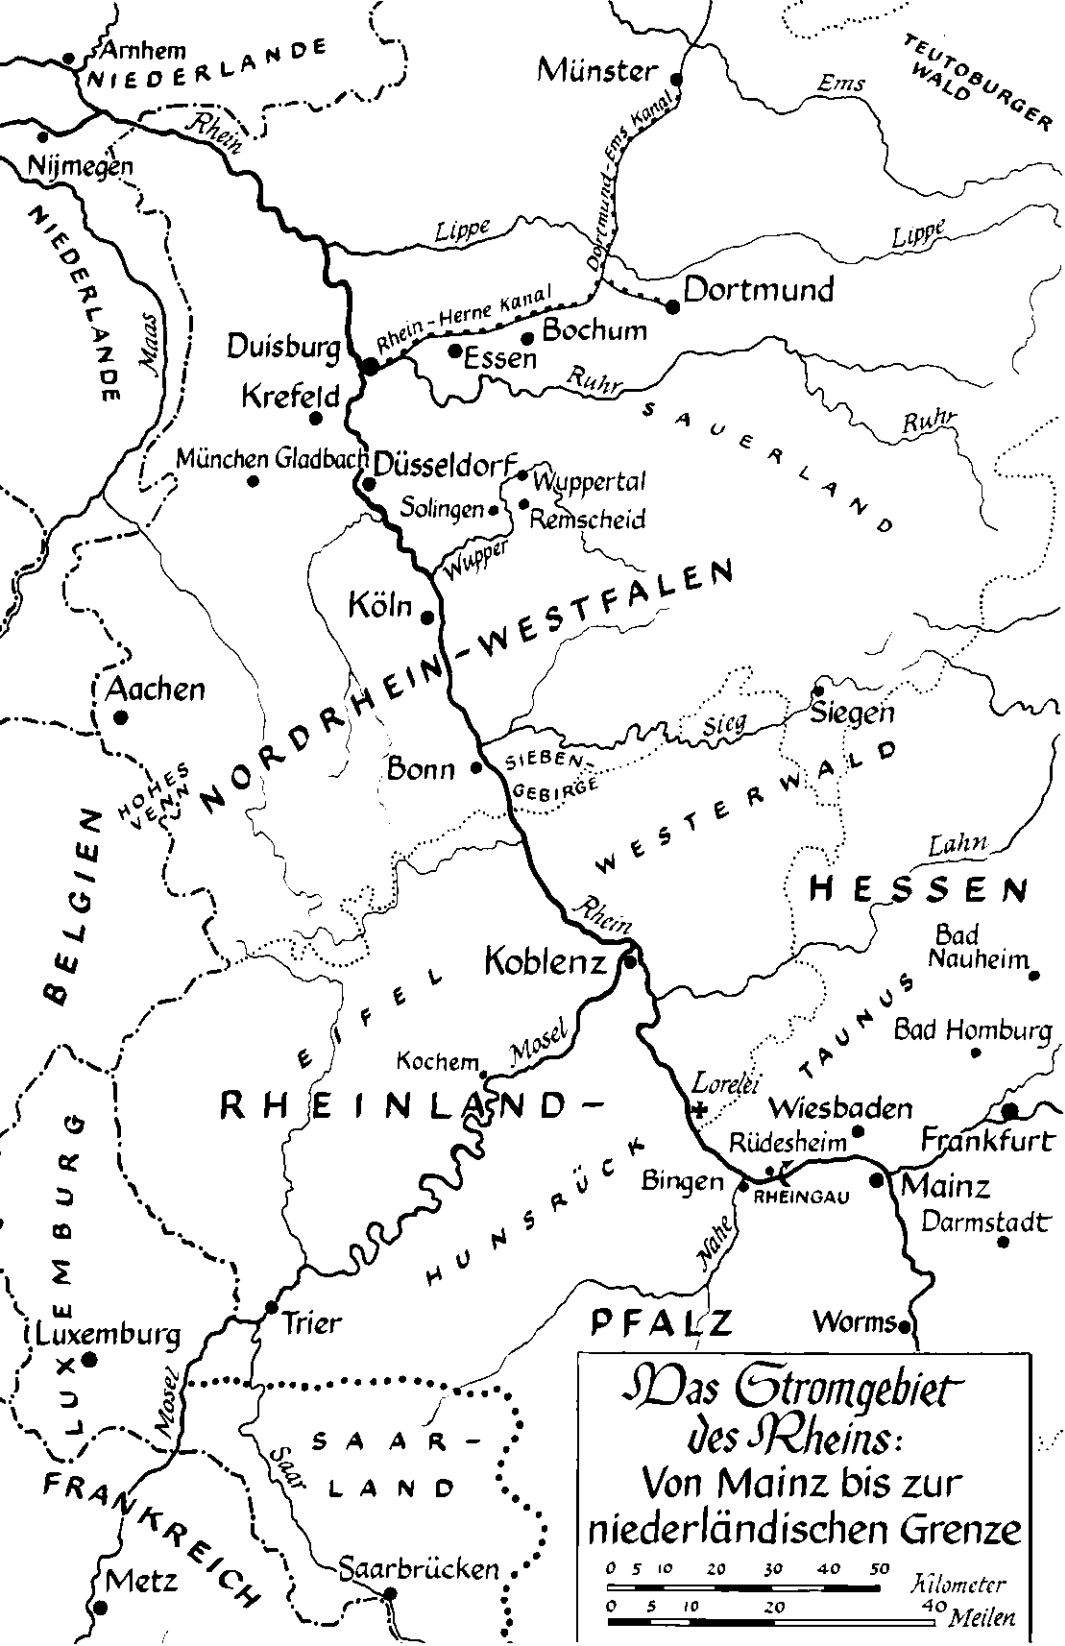 Arnhem
NIEDERLANDE
Münster
Ems
TEUTOBURGER
WALD
Rhein
Nijmegen
Dortmund-Ems Kanal
NIEDERLANDE
Maas
Lippe
Lippe
Rhein-Herne Kanal
Dortmund
Duisburg
Bochum
Essen
Krefeld
Ruhr
Ruhr
SAUERLAND
München Gladbach
Düsseldorf
Wuppertal
Solingen
Remscheid
Wupper
Köln
NORDRHEIN-WESTFALEN
Aachen
Siegen
Sieg
Bonn
SIEBEN-
GEBIRGE
HOHES
VENN
WESTERWALD
BELGIEN
Lahn
HESSEN
Rhein
Bad
Nauheim
Koblenz
EIFEL
TAUNUS
Bad Homburg
Mosel
Kochem
Lorelei
RHEINLAND-
Wiesbaden
Frankfurt
Rüdesheim
Bingen
RHEINGAU
Mainz
HUNSRÜCK
Darmstadt
Nahe
LUXEMBURG
Trier
PFALZ
Worms
Luxemburg
Mosel
SAAR-
LAND
Saar
FRANKREICH
Metz
Saarbrücken
Das Stromgebiet
des Rheins:
Von Mainz bis zur
niederländischen Grenze
0 5 10 20 30 40 50
Kilometer
0 5 10 20 40
Meilen